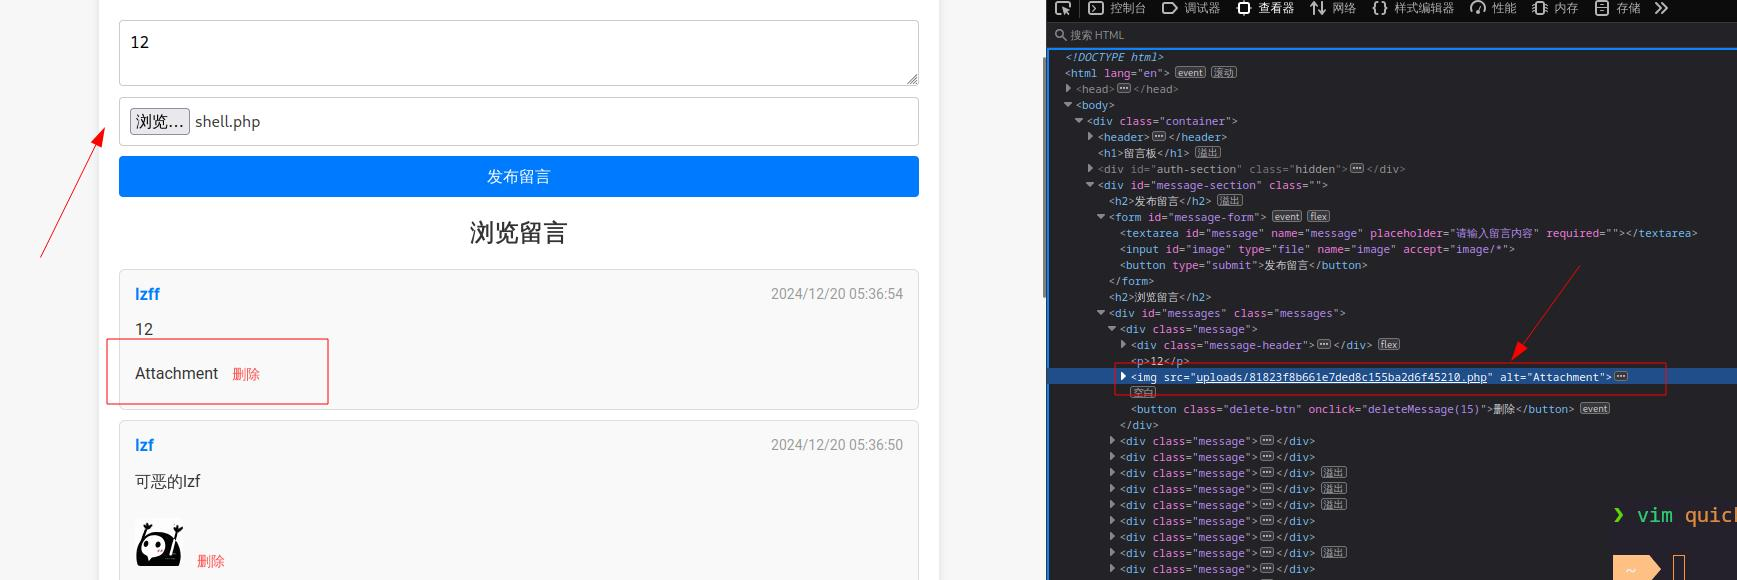 12
浏览... shell.php
发布留言
浏览留言
lzff 2024/12/20 05:36:54
12
Attachment 删除
lzf 2024/12/20 05:36:50
可恶的lzf
删除
控制台 调试器 查看器 网络 样式编辑器 性能 内存 存储
搜索 HTML
<!DOCTYPE html>
<html lang="en"> event 滚动
<head>…</head>
<body>
<div class="container">
<header>…</header>
<h1>留言板</h1> 溢出
<div id="auth-section" class="hidden">…</div>
<div id="message-section" class="">
<h2>发布留言</h2> 溢出
<form id="message-form"> event flex
<textarea id="message" name="message" placeholder="请输入留言内容" required=""></textarea>
<input id="image" type="file" name="image" accept="image/*">
<button type="submit">发布留言</button>
</form>
<h2>浏览留言</h2>
<div id="messages" class="messages">
<div class="message">
<div class="message-header">…</div> flex
<p>12</p>
<img src="uploads/81823f8b661e7ded8c155ba2d6f45210.php" alt="Attachment">…
空白
<button class="delete-btn" onclick="deleteMessage(15)">删除</button> event
</div>
<div class="message">…</div>
<div class="message">…</div>
<div class="message">…</div> 溢出
<div class="message">…</div> 溢出
<div class="message">…</div> 溢出
<div class="message">…</div>
<div class="message">…</div>
<div class="message">…</div> 溢出
<div class="message">…</div>
❯ vim quic
~